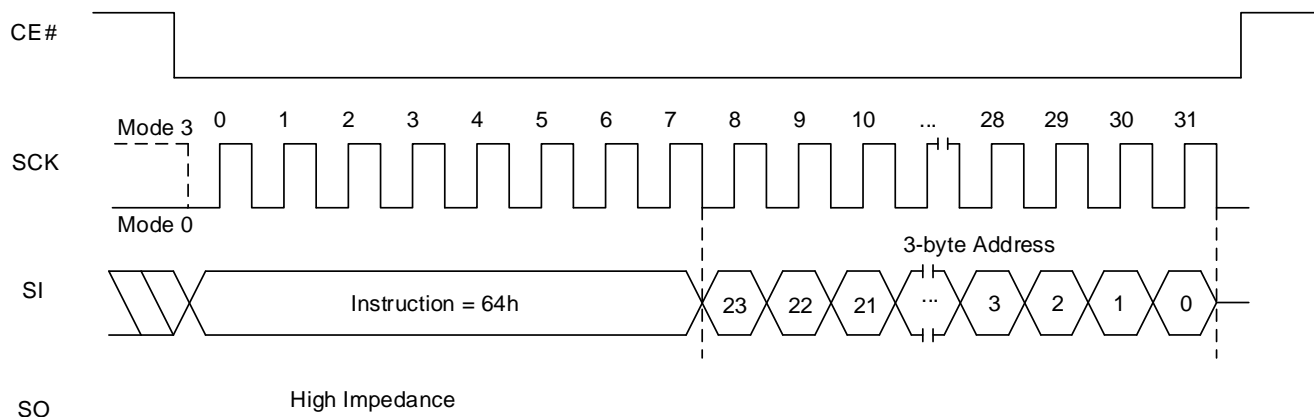 CE#
Mode 3 0 1 2 3 4 5 6 7 8 9 10 ... 28 29 30 31
SCK
Mode 0
3-byte Address
SI Instruction = 64h 23 22 21 ... 3 2 1 0
SO High Impedance